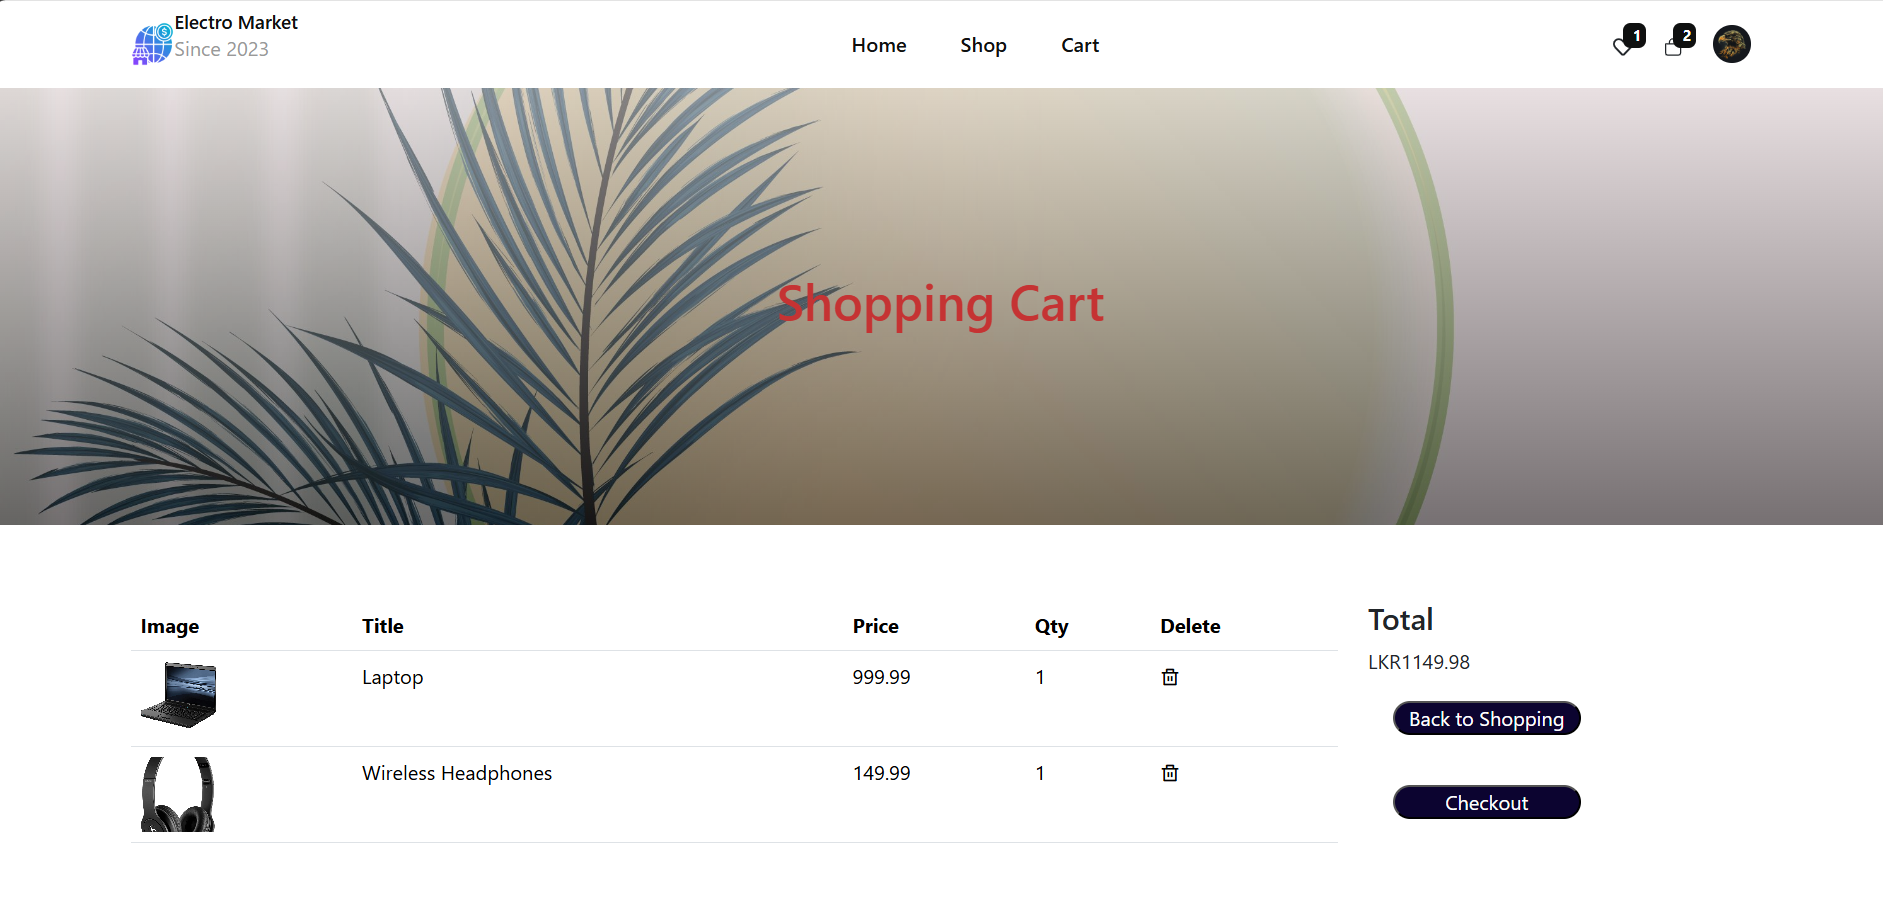 Electro Market
Since 2023
Home Shop Cart
1 2
Shopping Cart
Image Title Price Qty Delete
Laptop 999.99 1
Wireless Headphones 149.99 1
Total
LKR1149.98
Back to Shopping
Checkout